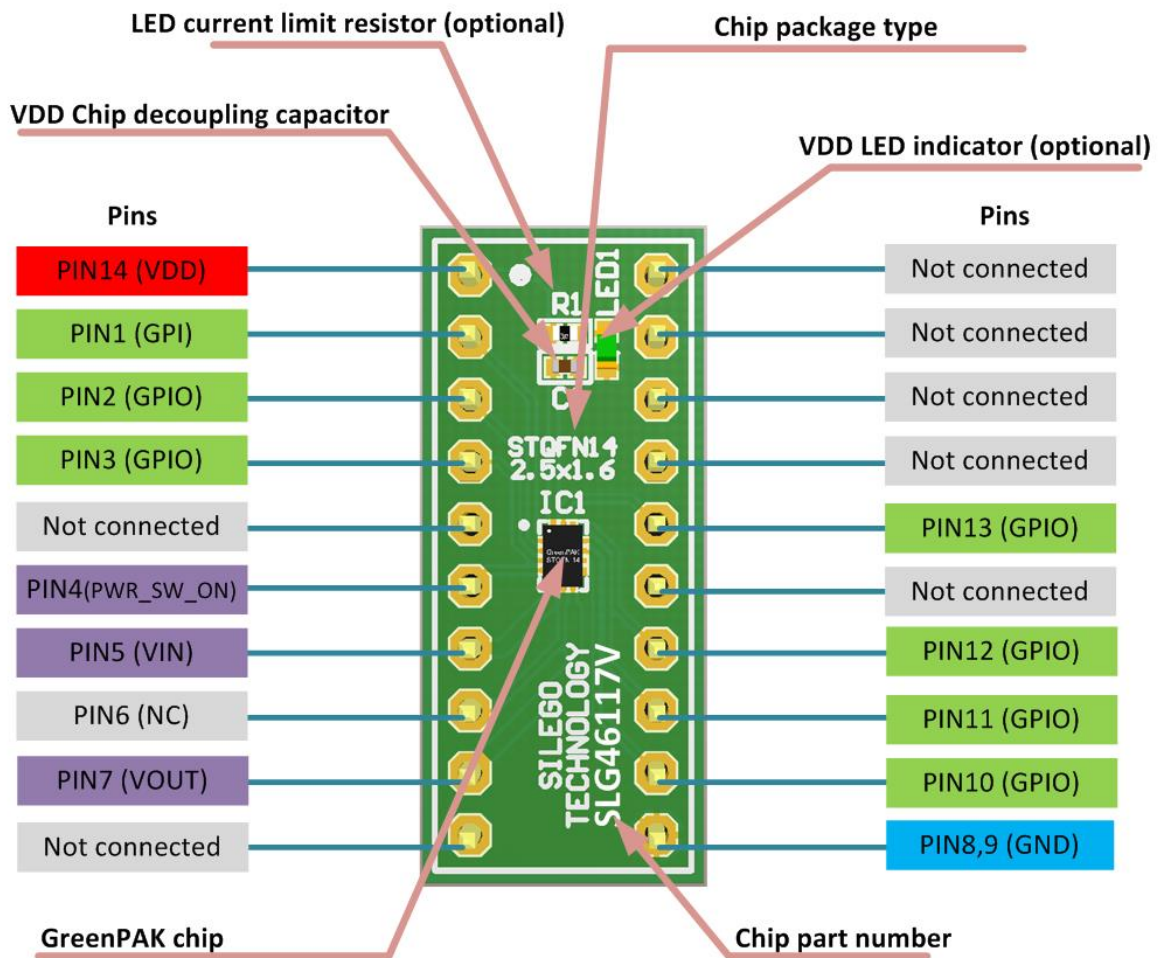 LED current limit resistor (optional)
Chip package type
VDD Chip decoupling capacitor
VDD LED indicator (optional)
Pins
Pins
PIN14 (VDD)
Not connected
PIN1 (GPI)
Not connected
PIN2 (GPIO)
Not connected
PIN3 (GPIO)
Not connected
Not connected
PIN13 (GPIO)
PIN4(PWR_SW_ON)
Not connected
PIN5 (VIN)
PIN12 (GPIO)
PIN6 (NC)
PIN11 (GPIO)
PIN7 (VOUT)
PIN10 (GPIO)
Not connected
PIN8,9 (GND)
LED1
R1
C
STQFN14
2.5x1.6
IC1
GreenPAK
STQFN 14
SILEGO
TECHNOLOGY
SLG46117V
GreenPAK chip
Chip part number